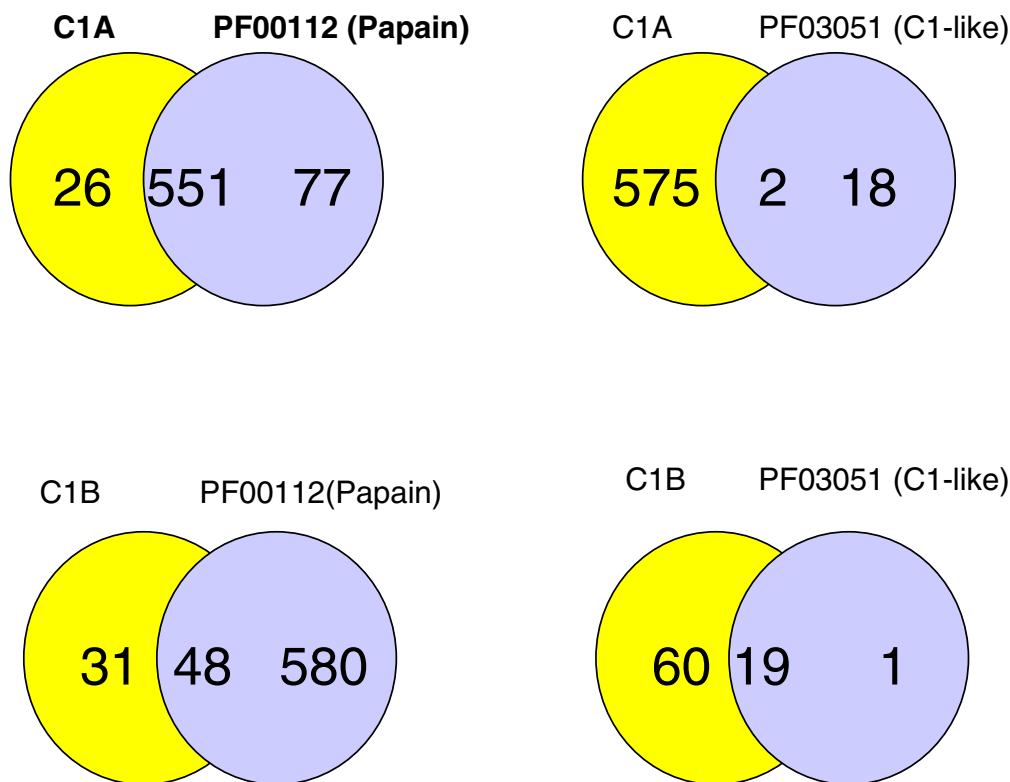 C1A PF00112 (Papain)
26 551 77
C1A PF03051 (C1-like)
575 2 18
C1B PF00112(Papain)
31 48 580
C1B PF03051 (C1-like)
60 19 1